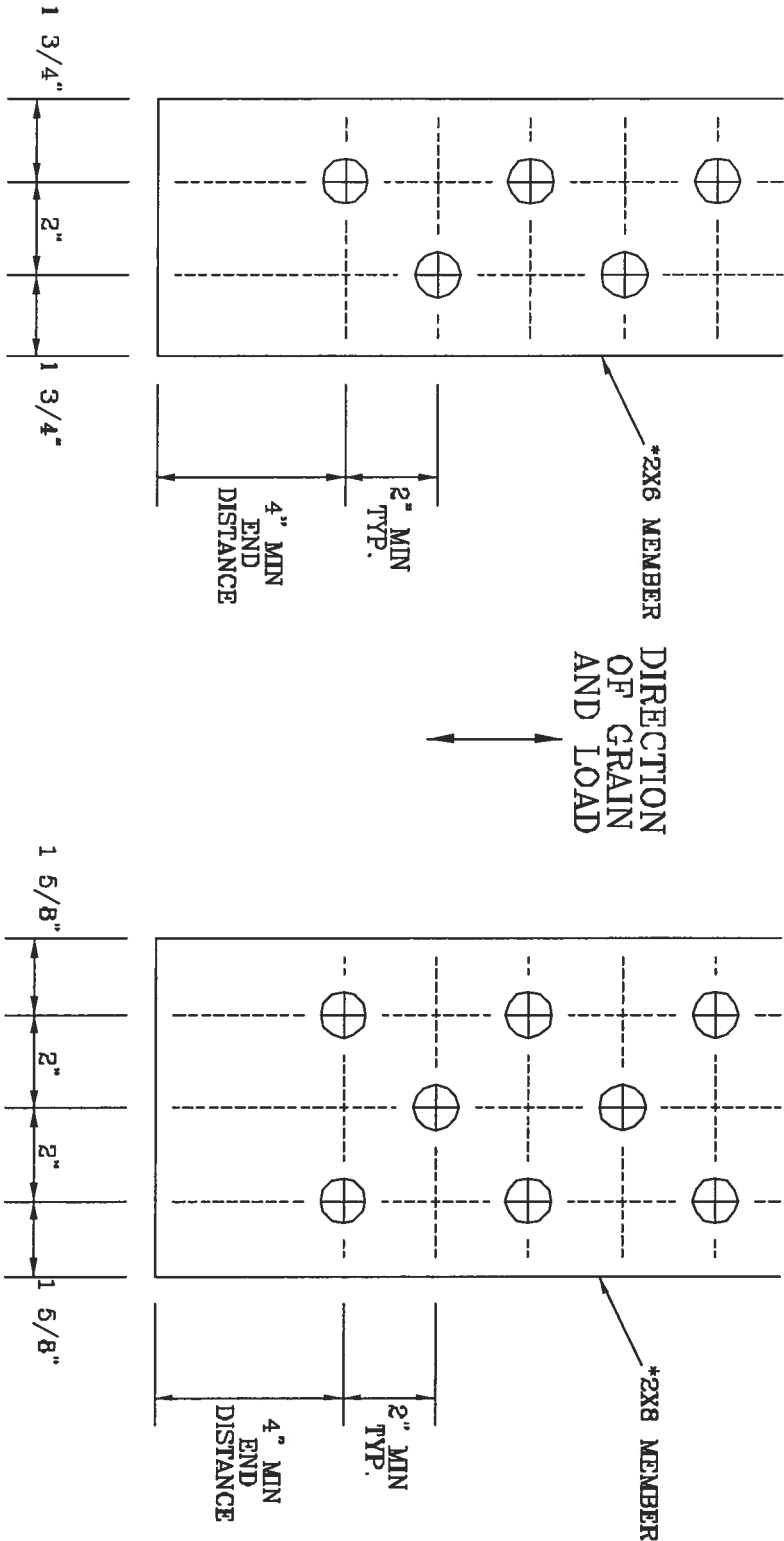 *2X6 MEMBER
DIRECTION
OF GRAIN
AND LOAD
*2X8 MEMBER
2" MIN
TYP.
4" MIN
END
DISTANCE
2" MIN
TYP.
4" MIN
END
DISTANCE
1 3/4"
2"
1 3/4"
1 5/8"
2"
2"
1 5/8"